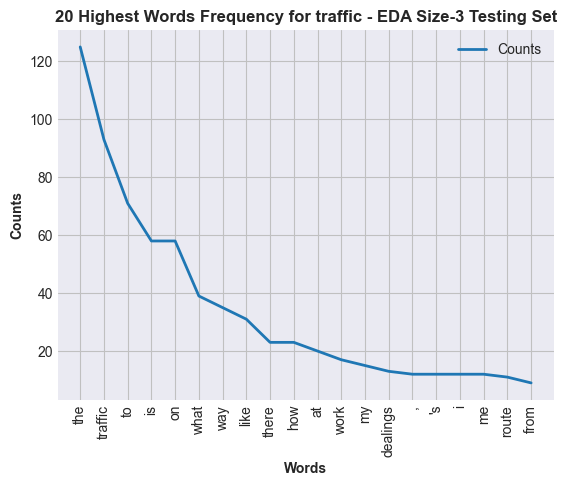 20 Highest Words Frequency for traffic - EDA Size-3 Testing Set
Counts
120
100
80
60
40
20
Counts
the
traffic
to
is
on
what
way
like
there
how
at
work
my
dealings
,
's
i
me
route
from
Words